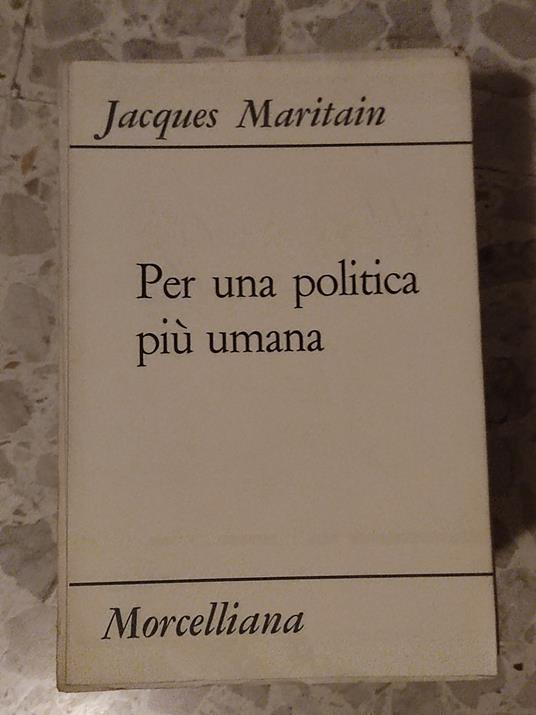 Jacques Maritain
Per una politica
più umana
Morcelliana